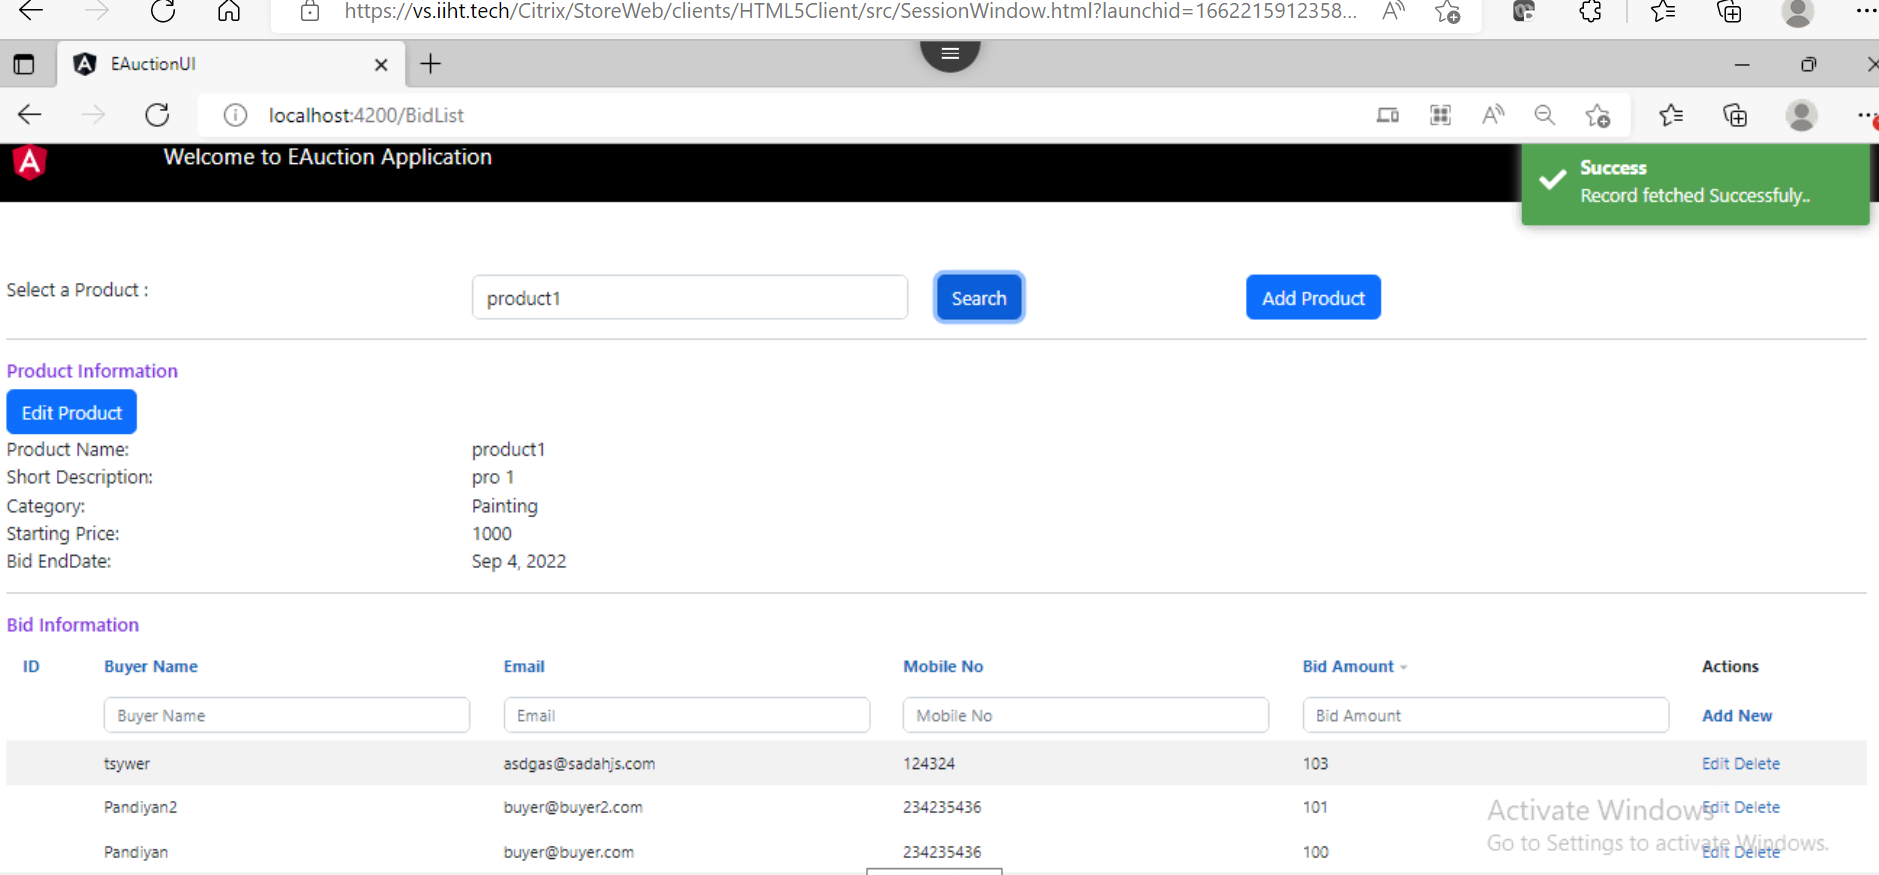 https://vs.iiht.tech/Citrix/StoreWeb/clients/HTML5Client/src/SessionWindow.html?launchid=1662215912358...
EAuctionUI
localhost:4200/BidList
Welcome to EAuction Application
Success
Record fetched Successfuly..
Select a Product :
product1
Search
Add Product
Product Information
Edit Product
Product Name: product1
Short Description: pro 1
Category: Painting
Starting Price: 1000
Bid EndDate: Sep 4, 2022
Bid Information
ID Buyer Name Email Mobile No Bid Amount Actions
Buyer Name Email Mobile No Bid Amount Add New
tsywer asdgas@sadahjs.com 124324 103 Edit Delete
Pandiyan2 buyer@buyer2.com 234235436 101 Edit Delete
Pandiyan buyer@buyer.com 234235436 100 Edit Delete
Activate Windows
Go to Settings to activate Windows.